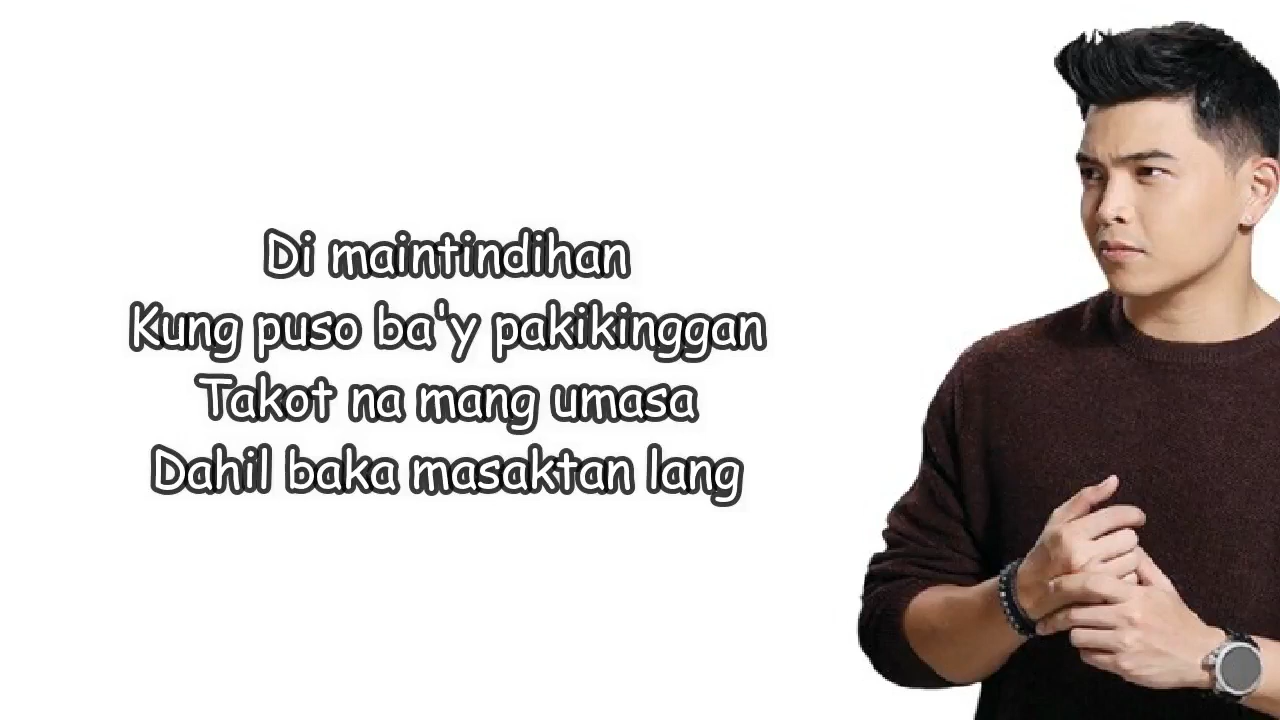 Di maintindihan
Kung puso ba'y pakikinggan
Takot na mang umasa
Dahil baka masaktan lang